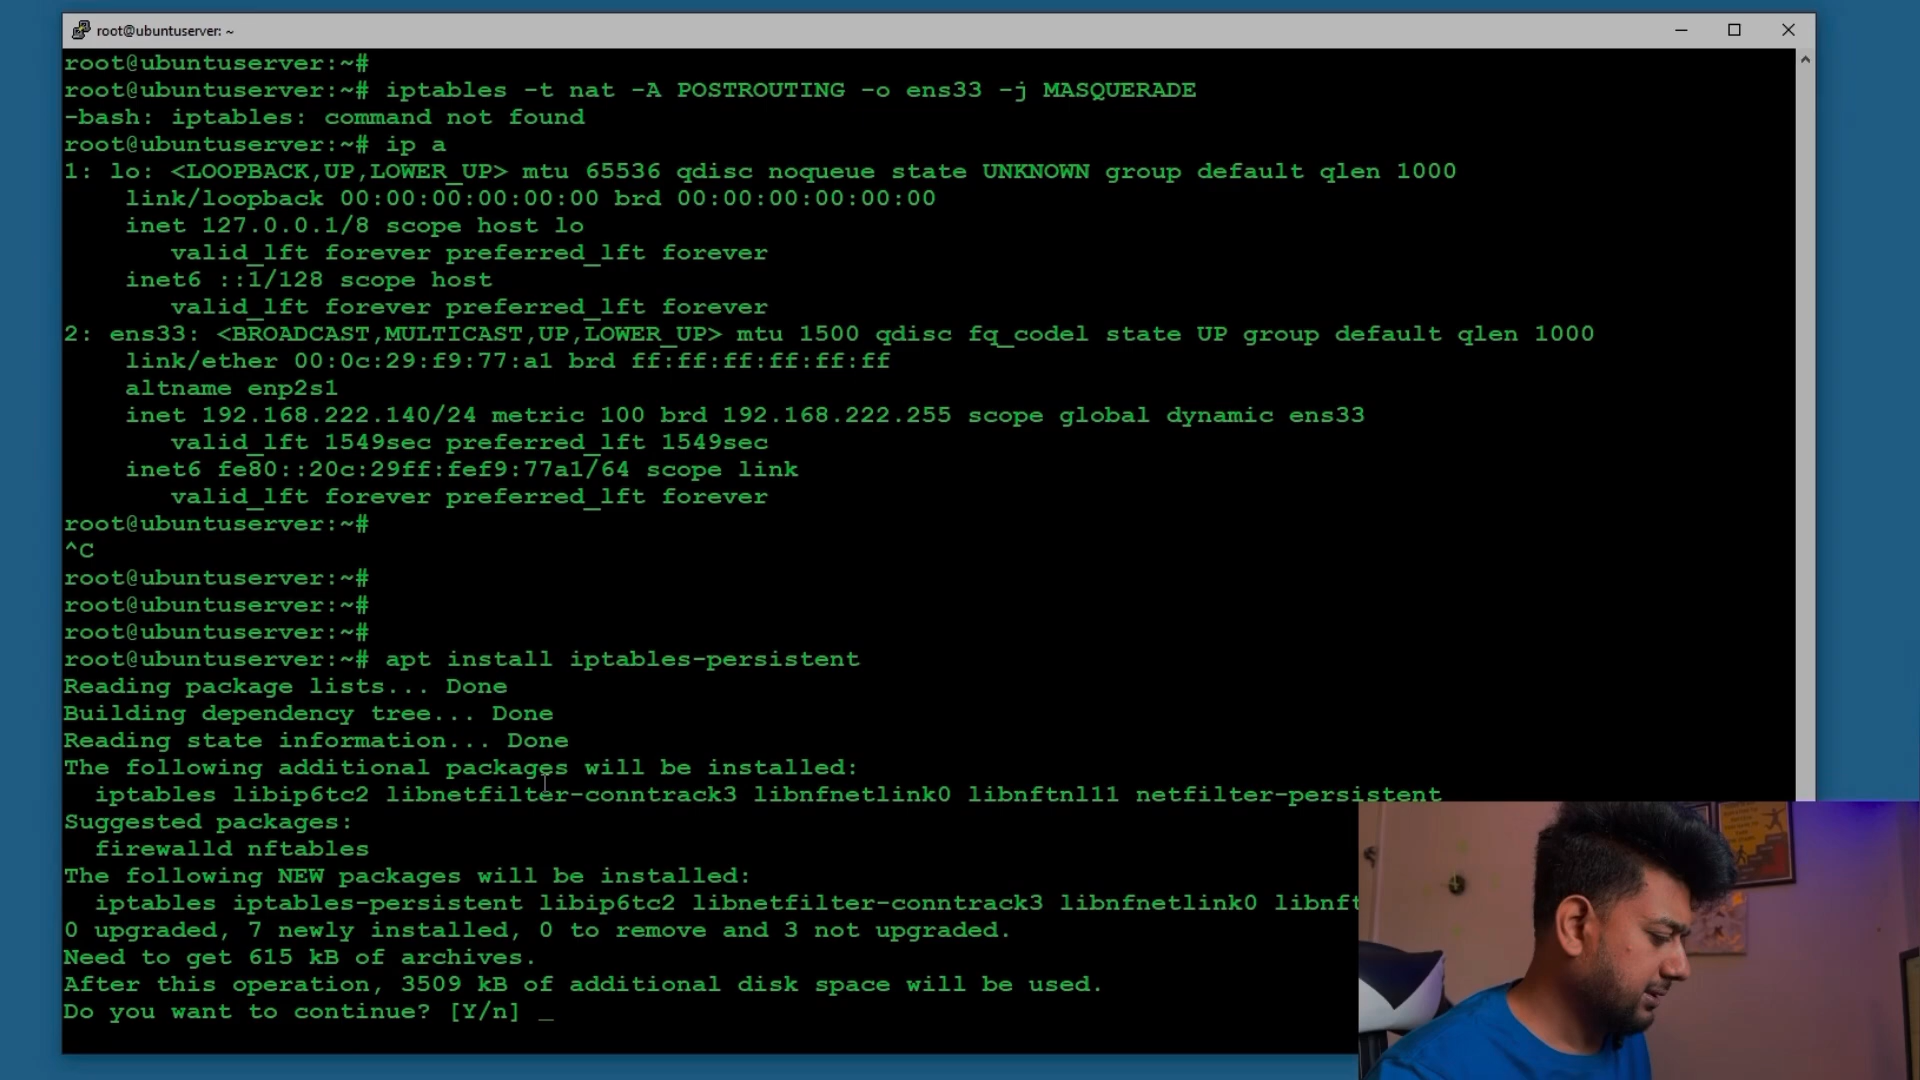 root@ubuntuserver: ~
root@ubuntuserver:~#
root@ubuntuserver:~# iptables -t nat -A POSTROUTING -o ens33 -j MASQUERADE
-bash: iptables: command not found
root@ubuntuserver:~# ip a
1: lo: <LOOPBACK,UP,LOWER_UP> mtu 65536 qdisc noqueue state UNKNOWN group default qlen 1000
link/loopback 00:00:00:00:00:00 brd 00:00:00:00:00:00
inet 127.0.0.1/8 scope host lo
valid_lft forever preferred_lft forever
inet6 ::1/128 scope host
valid_lft forever preferred_lft forever
2: ens33: <BROADCAST,MULTICAST,UP,LOWER_UP> mtu 1500 qdisc fq_codel state UP group default qlen 1000
link/ether 00:0c:29:f9:77:a1 brd ff:ff:ff:ff:ff:ff
altname enp2s1
inet 192.168.222.140/24 metric 100 brd 192.168.222.255 scope global dynamic ens33
valid_lft 1549sec preferred_lft 1549sec
inet6 fe80::20c:29ff:fef9:77a1/64 scope link
valid_lft forever preferred_lft forever
root@ubuntuserver:~#
^C
root@ubuntuserver:~#
root@ubuntuserver:~#
root@ubuntuserver:~#
root@ubuntuserver:~# apt install iptables-persistent
Reading package lists... Done
Building dependency tree... Done
Reading state information... Done
The following additional packages will be installed:
iptables libip6tc2 libnetfilter-conntrack3 libnfnetlink0 libnftnl11 netfilter-persistent
Suggested packages:
firewalld nftables
The following NEW packages will be installed:
iptables iptables-persistent libip6tc2 libnetfilter-conntrack3 libnfnetlink0 libnft
0 upgraded, 7 newly installed, 0 to remove and 3 not upgraded.
Need to get 615 kB of archives.
After this operation, 3509 kB of additional disk space will be used.
Do you want to continue? [Y/n] _